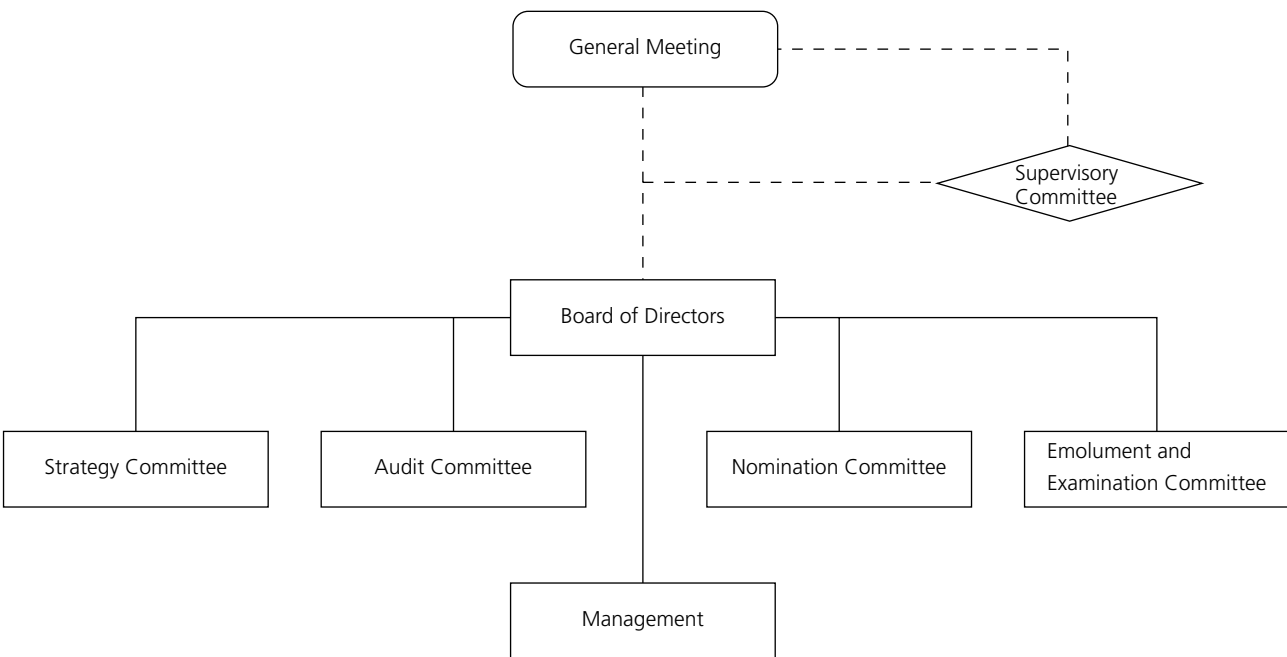 General Meeting
Supervisory
Committee
Board of Directors
Strategy Committee
Audit Committee
Nomination Committee
Emolument and
Examination Committee
Management